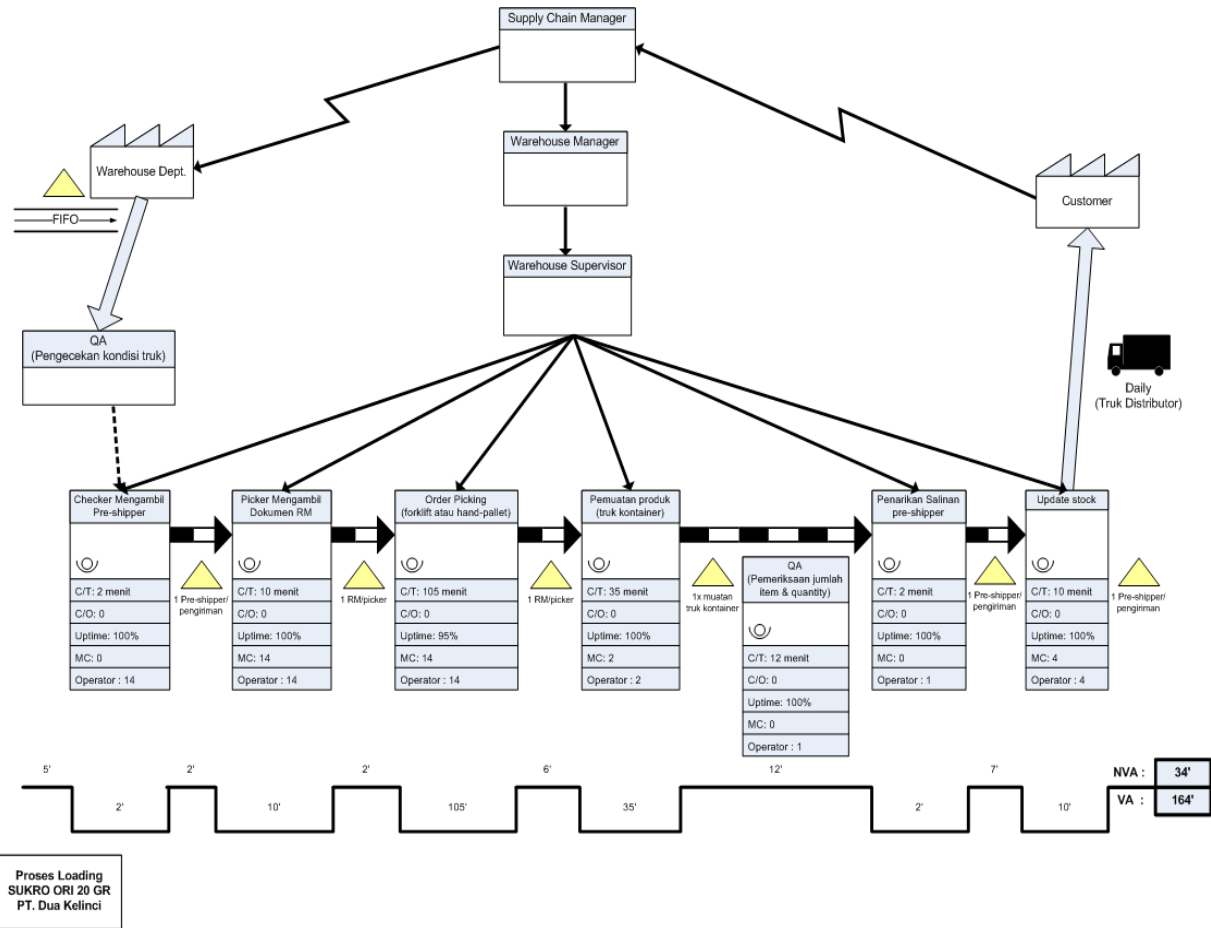 Supply Chain Manager
Warehouse Manager
Warehouse Dept.
FIFO
Customer
Warehouse Supervisor
QA
(Pengecekan kondisi truk)
Daily
(Truk Distributor)
Checker Mengambil
Pre-shipper
C/T: 2 menit
C/O: 0
Uptime: 100%
MC: 0
Operator : 14
1 Pre-shipper/
pengiriman
Picker Mengambil
Dokumen RM
C/T: 10 menit
C/O: 0
Uptime: 100%
MC: 14
Operator : 14
1 RM/picker
Order Picking
(forklift atau hand-pallet)
C/T: 105 menit
C/O: 0
Uptime: 95%
MC: 14
Operator : 14
1 RM/picker
Pemuatan produk
(truk kontainer)
C/T: 35 menit
C/O: 0
Uptime: 100%
MC: 2
Operator : 2
1x muatan
truk kontainer
QA
(Pemeriksaan jumlah
item & quantity)
C/T: 12 menit
C/O: 0
Uptime: 100%
MC: 0
Operator : 1
Penarikan Salinan
pre-shipper
C/T: 2 menit
C/O: 0
Uptime: 100%
MC: 0
Operator : 1
1 Pre-shipper/
pengiriman
Update stock
C/T: 10 menit
C/O: 0
Uptime: 100%
MC: 4
Operator : 4
1 Pre-shipper/
pengiriman
5' 2' 2' 6' 12' 7'
NVA : 34'
2' 10' 105' 35' 2' 10'
VA : 164'
Proses Loading
SUKRO ORI 20 GR
PT. Dua Kelinci